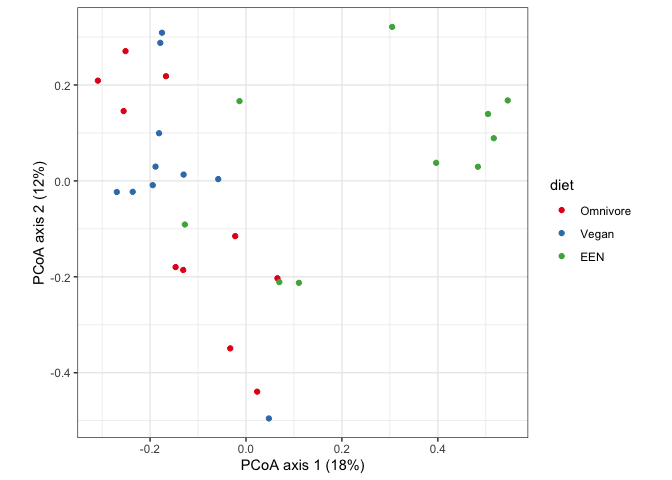 0.2
0.0
-0.2
-0.4
PCoA axis 2 (12%)
-0.2
0.0
0.2
0.4
PCoA axis 1 (18%)
diet
Omnivore
Vegan
EEN